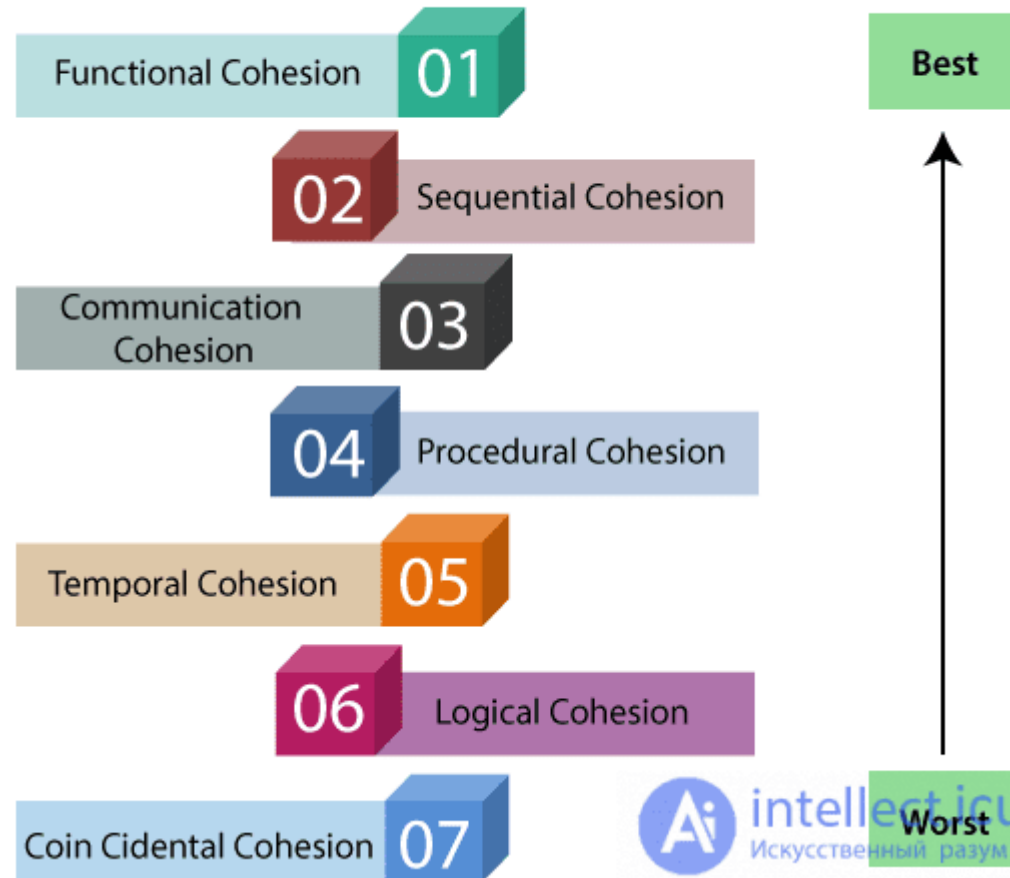 Functional Cohesion 01
Best
02 Sequential Cohesion
Communication
Cohesion
03
04 Procedural Cohesion
Temporal Cohesion 05
06 Logical Cohesion
Coin Cidental Cohesion 07
intellect.icu
Искусственный разум
Worst